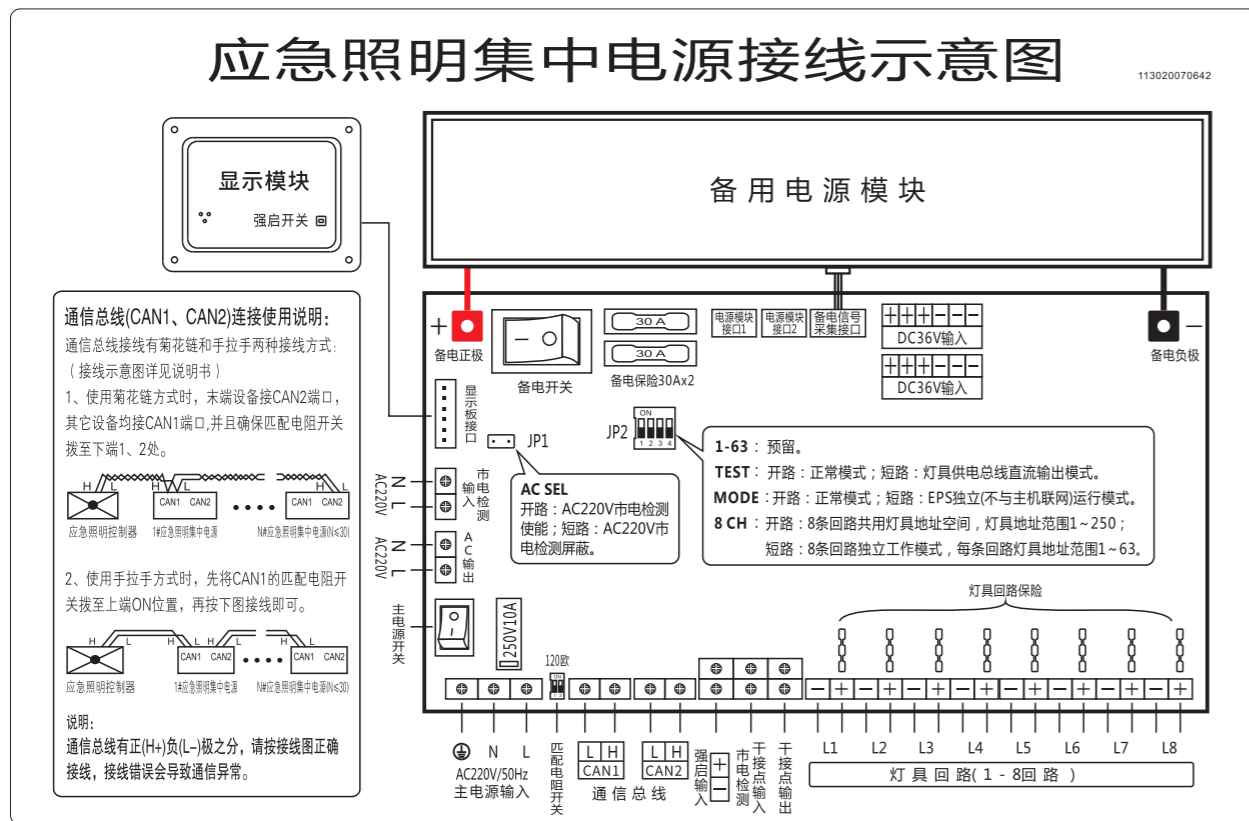 应急照明集中电源接线示意图
113020070642
显示模块
强启开关
备用电源模块
通信总线(CAN1、CAN2)连接使用说明：
通信总线接线有菊花链和手拉手两种接线方式：
（接线示意图详见说明书）
1、使用菊花链方式时，末端设备接CAN2端口，
其它设备均接CAN1端口,并且确保匹配电阻开关
拨至下端1、2处。
H L H L
CAN1 CAN2 CAN1 CAN2
应急照明控制器 1#应急照明集中电源 N#应急照明集中电源(N≤30)
2、使用手拉手方式时，先将CAN1的匹配电阻开
关拨至上端ON位置，再按下图接线即可。
H L H L H L H L
CAN1 CAN2 CAN1 CAN2
应急照明控制器 1#应急照明集中电源 N#应急照明集中电源(N≤30)
说明：
通信总线有正(H+)负(L-)极之分，请按接线图正确
接线，接线错误会导致通信异常。
+
备电正极
备电开关
30 A
30 A
备电保险30Ax2
电源模块
接口1
电源模块
接口2
备电信号
采集接口
+ + + − − −
DC36V输入
+ + + − − −
DC36V输入
−
备电负极
显示板接口
JP1
JP2
ON
1 2 3 4
AC SEL
开路：AC220V市电检测
使能；短路：AC220V市
电检测屏蔽。
1-63：预留。
TEST：开路：正常模式；短路：灯具供电总线直流输出模式。
MODE：开路：正常模式；短路：EPS独立(不与主机联网)运行模式。
8 CH：开路：8条回路共用灯具地址空间，灯具地址范围1~250；
短路：8条回路独立工作模式，每条回路灯具地址范围1~63。
AC220V
N
L
市电检测
输入
AC220V
N
L
AC输出
主电源开关
250V10A
120欧
ON
1 2
灯具回路保险
− + − + − + − + − + − + − + − +
N L
AC220V/50Hz
主电源输入
匹配电阻开关
L H
CAN1
L H
CAN2
通信总线
强启输入
+
−
市电检测
干接点输入
干接点输出
L1 L2 L3 L4 L5 L6 L7 L8
灯具回路(1-8回路)